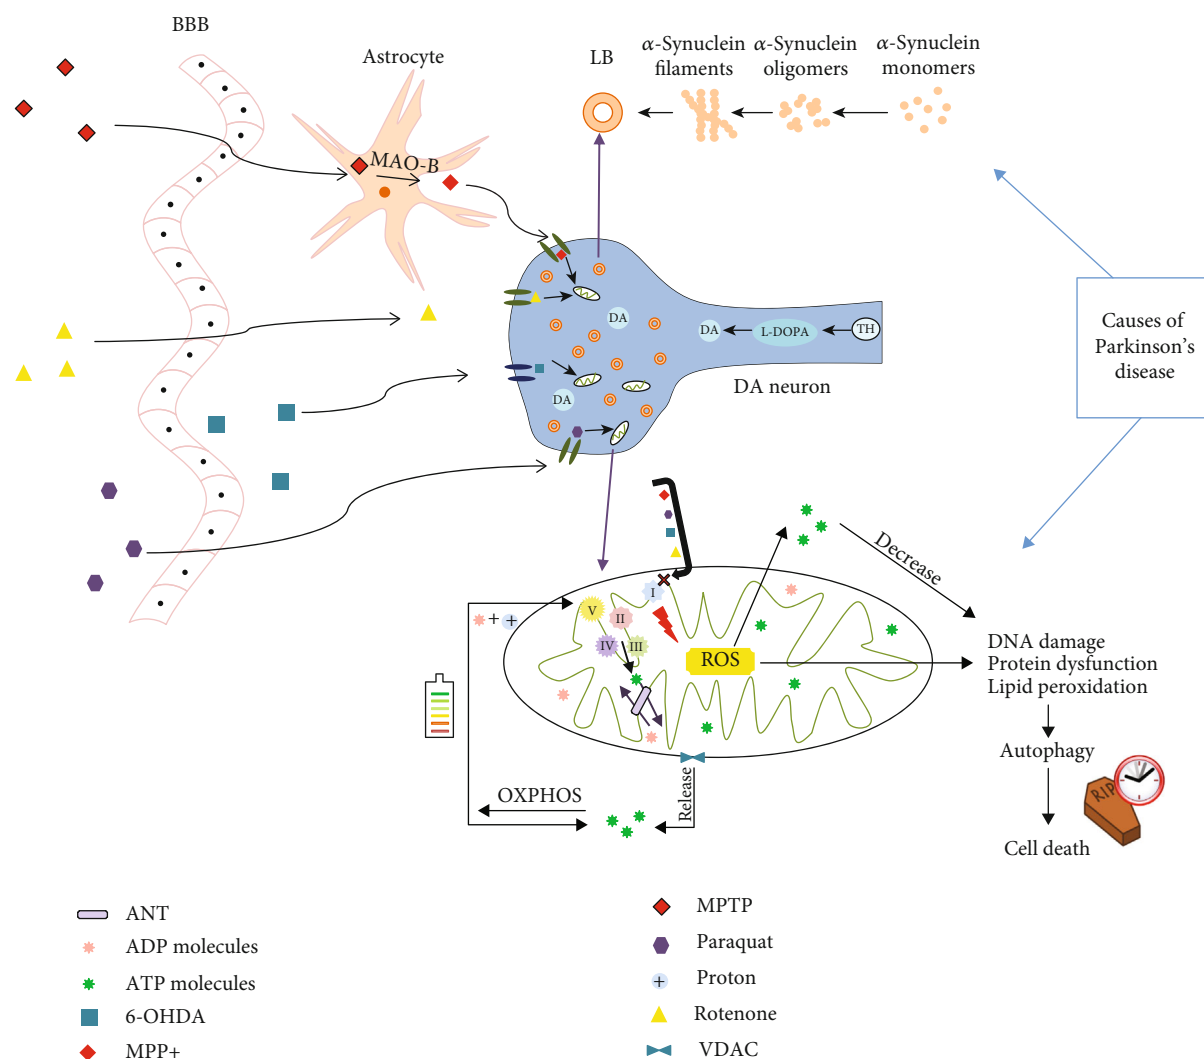 BBB
Astrocyte
MAO-B
LB
α-Synuclein
filaments
α-Synuclein
oligomers
α-Synuclein
monomers
Causes of
Parkinson's
disease
DA
DA
DA
L-DOPA
TH
DA neuron
I
II
III
IV
V
+
+
ROS
Decrease
DNA damage
Protein dysfunction
Lipid peroxidation
Autophagy
RIP
Cell death
Release
OXPHOS
ANT
ADP molecules
ATP molecules
6-OHDA
MPP+
MPTP
Paraquat
+
Proton
Rotenone
VDAC